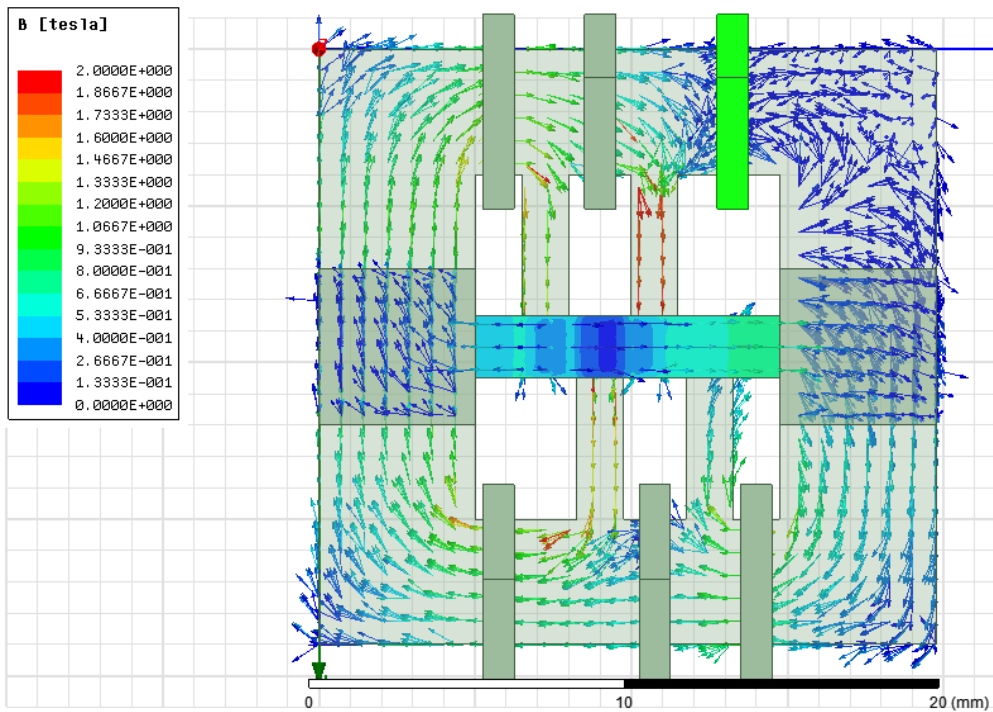 B [tesla]
2.0000E+000
1.8667E+000
1.7333E+000
1.6000E+000
1.4667E+000
1.3333E+000
1.2000E+000
1.0667E+000
9.3333E-001
8.0000E-001
6.6667E-001
5.3333E-001
4.0000E-001
2.6667E-001
1.3333E-001
0.0000E+000
0 10 20 (mm)